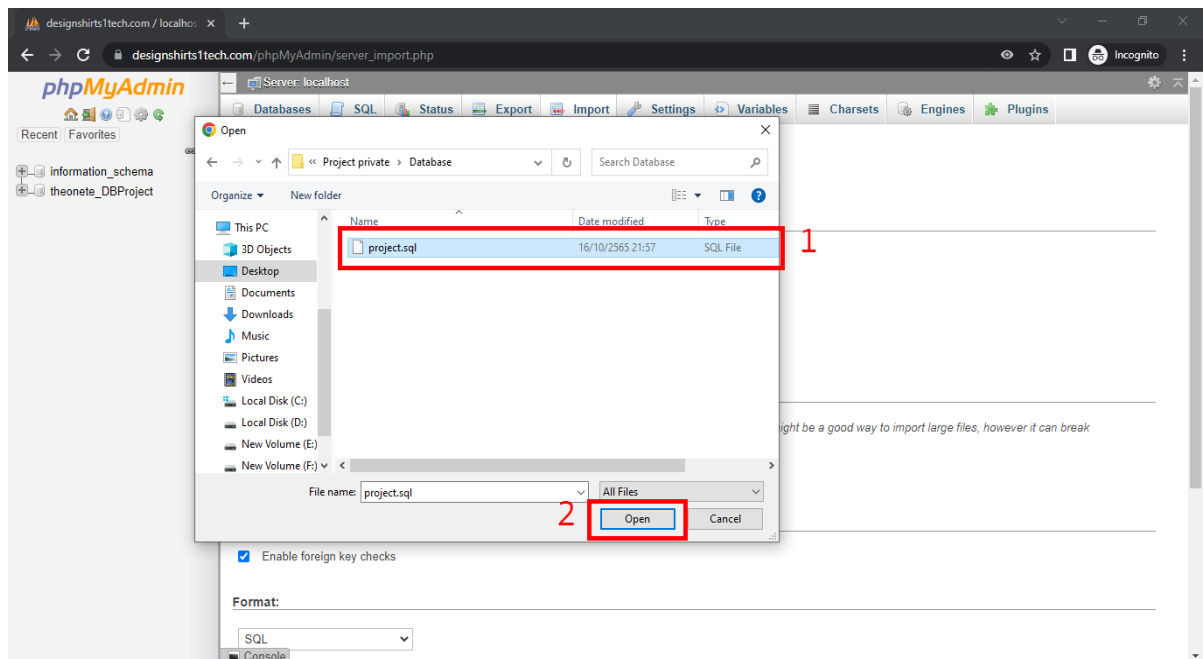 designshirts1tech.com / localhos
designshirts1tech.com/phpMyAdmin/server_import.php
Incognito
phpMyAdmin
Recent Favorites
information_schema
theonete_DBProject
Server: localhost
Databases SQL Status Export Import Settings Variables Charsets Engines Plugins
Open
« Project private › Database
Search Database
Organize New folder
This PC
3D Objects
Desktop
Documents
Downloads
Music
Pictures
Videos
Local Disk (C:)
Local Disk (D:)
New Volume (E:)
New Volume (F:)
Name Date modified Type
project.sql 16/10/2565 21:57 SQL File
1
File name: project.sql All Files
2
Open Cancel
ight be a good way to import large files, however it can break
Enable foreign key checks
Format:
SQL
Console